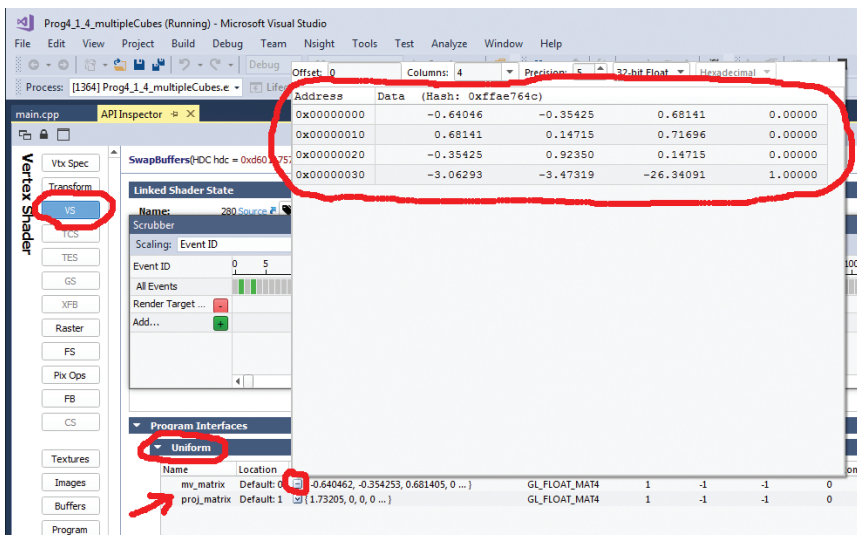 Prog4_1_4_multipleCubes (Running) - Microsoft Visual Studio
File Edit View Project Build Debug Team Nsight Tools Test Analyze Window Help
Debug
Process: [1364] Prog4_1_4_multipleCubes.e
Offset: 0 Columns: 4 Precision: 5 32-bit Float Hexadecimal
main.cpp API Inspector
Address Data (Hash: 0xffae764c)
0x00000000 -0.64046 -0.35425 0.68141 0.00000
0x00000010 0.68141 0.14715 0.71696 0.00000
0x00000020 -0.35425 0.92350 0.14715 0.00000
0x00000030 -3.06293 -3.47319 -26.34091 1.00000
Vertex Shader
Vtx Spec
Transform
VS
TCS
TES
GS
XFB
Raster
FS
Pix Ops
FB
CS
Textures
Images
Buffers
Program
SwapBuffers(HDC hdc =
Linked Shader State
Name: 280 Source
Scrubber
Scaling: Event ID
Event ID 0 5
All Events
Render Target ...
Add...
Program Interfaces
Uniform
Name Location
mv_matrix Default: 0 -0.640462, -0.354253, 0.681405, 0 ... } GL_FLOAT_MAT4 1 -1 -1 0
proj_matrix Default: 1 { 1.73205, 0, 0, 0 ... } GL_FLOAT_MAT4 1 -1 -1 0